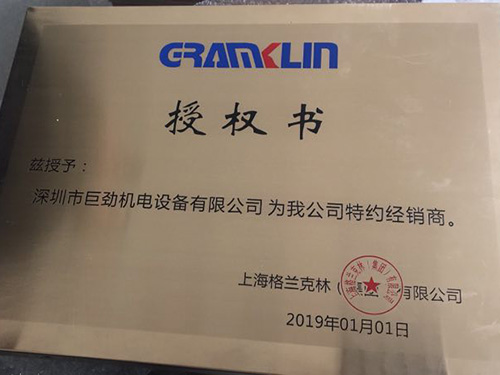 GRAMKLIN
授权书
兹授予：
深圳市巨劲机电设备有限公司 为我公司特约经销商。
上海格兰克林（集团）有限公司
2019年01月01日